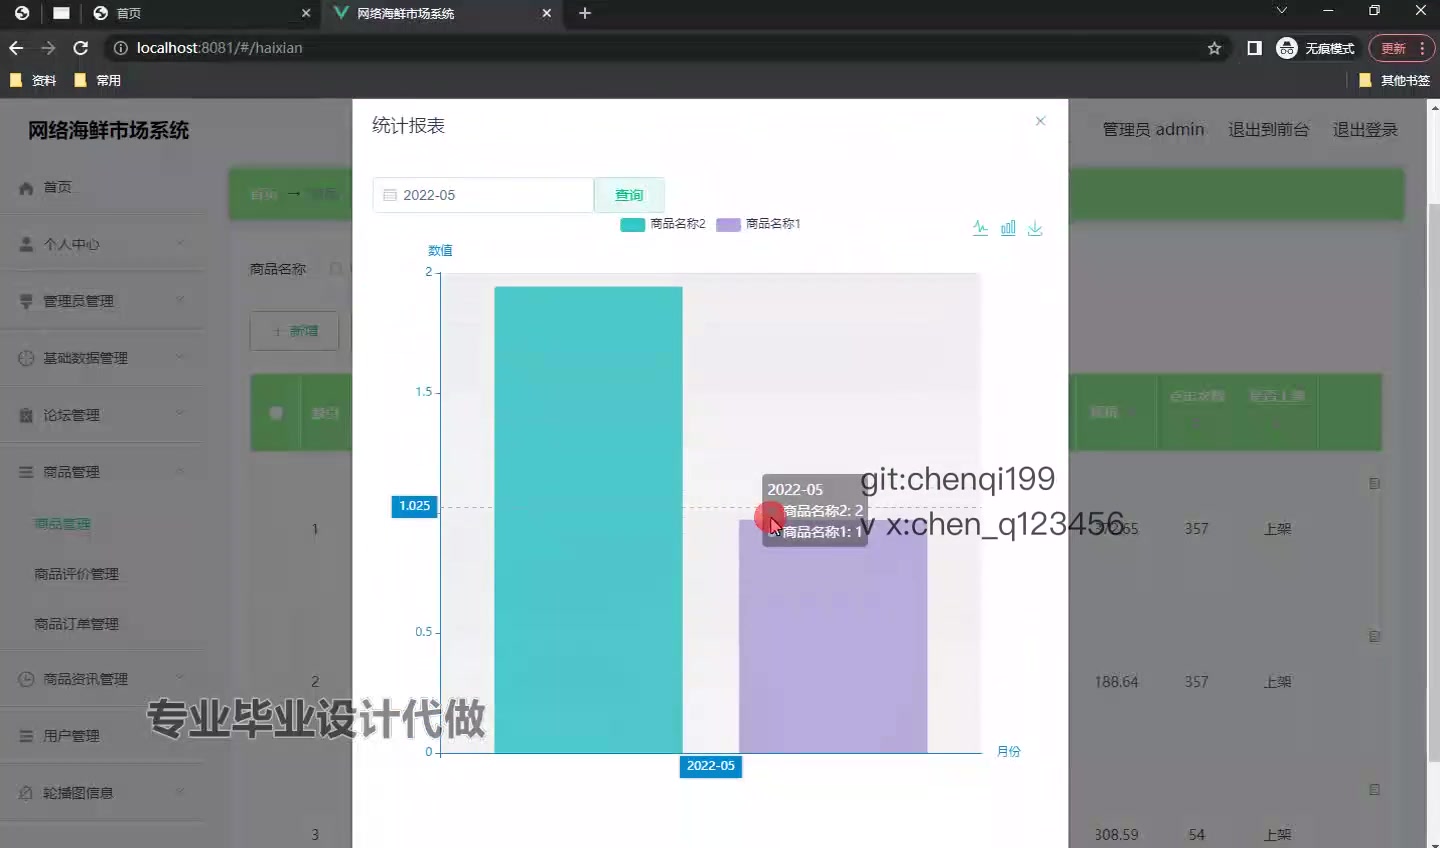 首页
网络海鲜市场系统
localhost:8081/#/haixian
无痕模式
更新
资料
常用
其他书签
网络海鲜市场系统
统计报表
管理员 admin
退出到前台
退出登录
首页
首页
2022-05
查询
商品名称2
商品名称1
个人中心
商品名称
数值
管理员管理
新增
基础数据管理
论坛管理
点击次数
是否上架
商品管理
商品管理
商品评价管理
商品订单管理
商品资讯管理
用户管理
轮播图信息
2
1.5
1.025
0.5
0
2022-05
商品名称2: 2
商品名称1: 1
2022-05
月份
git:chenqi199
v x:chen_q123456
1
357
上架
2
188.64
357
上架
3
308.59
54
上架
专业毕业设计代做